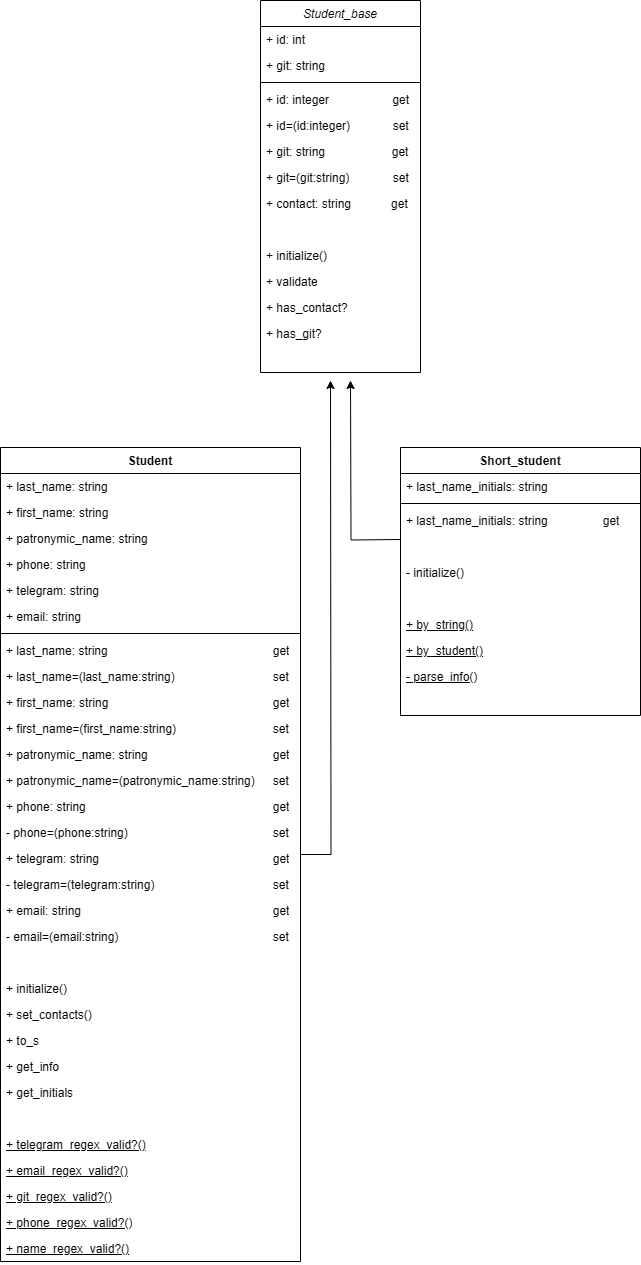 Student_base
+ id: int
+ git: string
+ id: integer get
+ id=(id:integer) set
+ git: string get
+ git=(git:string) set
+ contact: string get
+ initialize()
+ validate
+ has_contact?
+ has_git?
Student
+ last_name: string
+ first_name: string
+ patronymic_name: string
+ phone: string
+ telegram: string
+ email: string
+ last_name: string get
+ last_name=(last_name:string) set
+ first_name: string get
+ first_name=(first_name:string) set
+ patronymic_name: string get
+ patronymic_name=(patronymic_name:string) set
+ phone: string get
- phone=(phone:string) set
+ telegram: string get
- telegram=(telegram:string) set
+ email: string get
- email=(email:string) set
+ initialize()
+ set_contacts()
+ to_s
+ get_info
+ get_initials
+ telegram_regex_valid?()
+ email_regex_valid?()
+ git_regex_valid?()
+ phone_regex_valid?()
+ name_regex_valid?()
Short_student
+ last_name_initials: string
+ last_name_initials: string get
- initialize()
+ by_string()
+ by_student()
- parse_info()